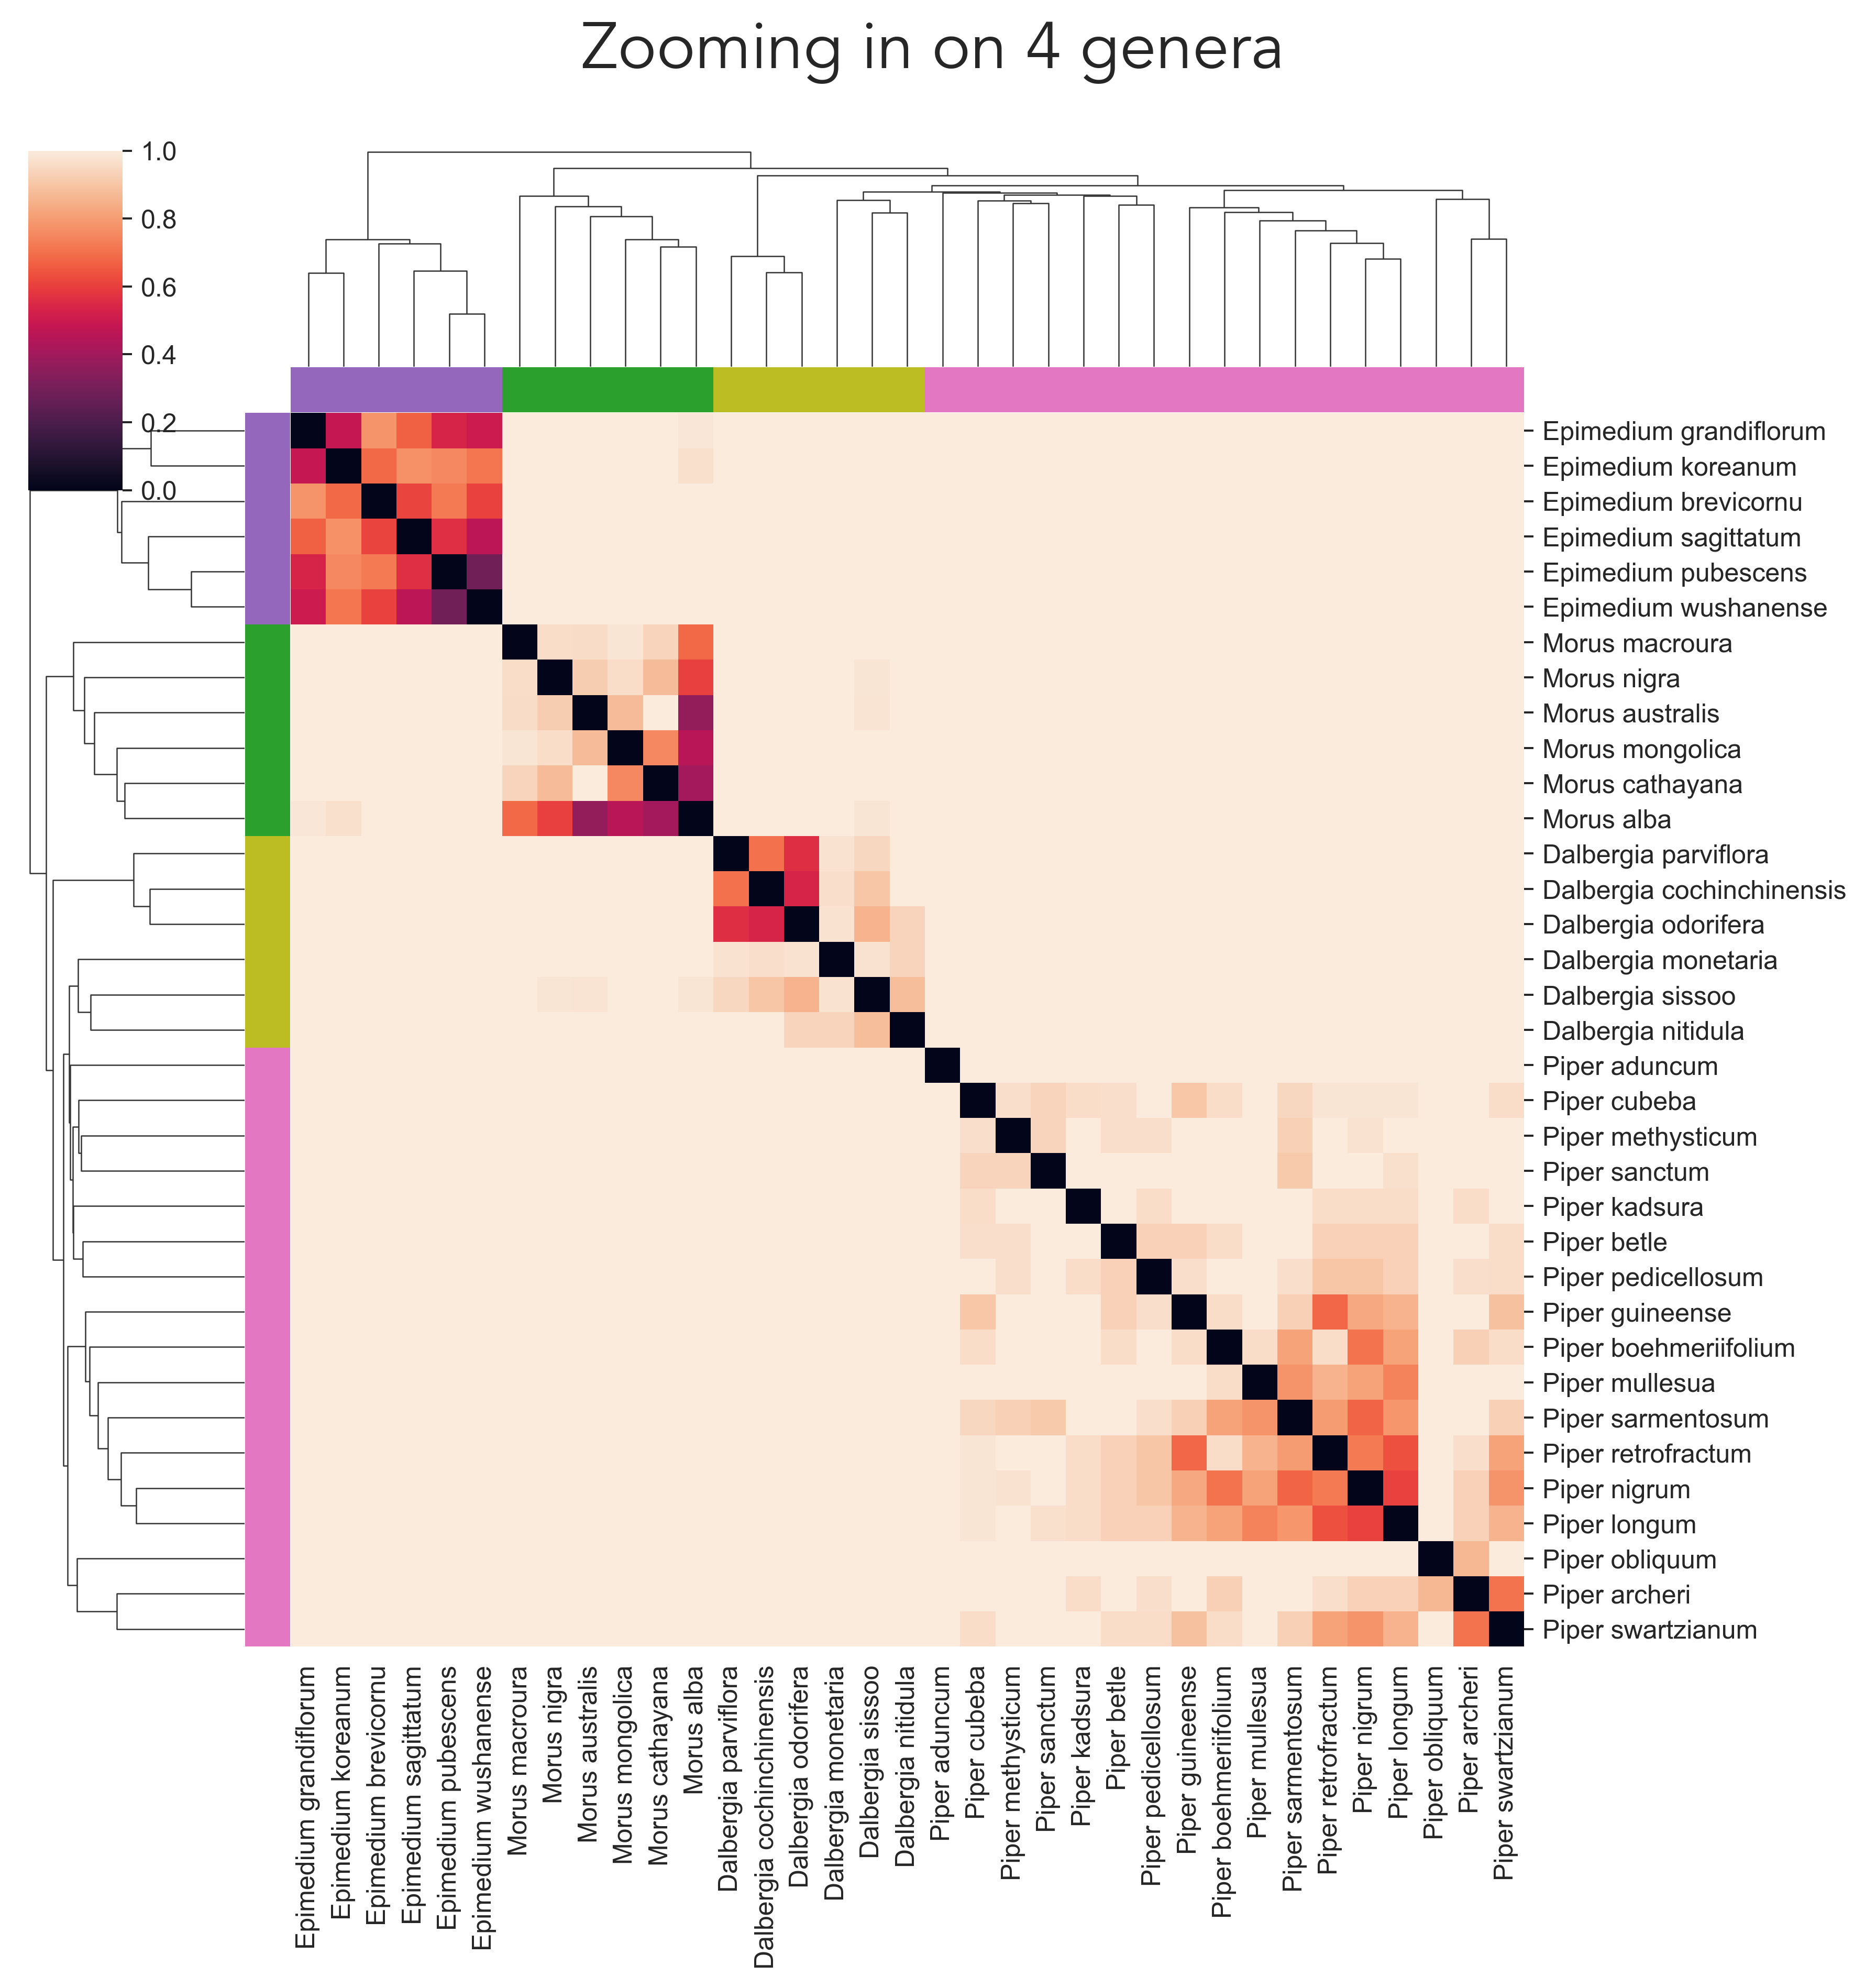 Zooming in on 4 genera
1.0
0.8
0.6
0.4
0.2
0.0
Epimedium grandiflorum
Epimedium koreanum
Epimedium brevicornu
Epimedium sagittatum
Epimedium pubescens
Epimedium wushanense
Morus macroura
Morus nigra
Morus australis
Morus mongolica
Morus cathayana
Morus alba
Dalbergia parviflora
Dalbergia cochinchinensis
Dalbergia odorifera
Dalbergia monetaria
Dalbergia sissoo
Dalbergia nitidula
Piper aduncum
Piper cubeba
Piper methysticum
Piper sanctum
Piper kadsura
Piper betle
Piper pedicellosum
Piper guineense
Piper boehmeriifolium
Piper mullesua
Piper sarmentosum
Piper retrofractum
Piper nigrum
Piper longum
Piper obliquum
Piper archeri
Piper swartzianum
Epimedium grandiflorum
Epimedium koreanum
Epimedium brevicornu
Epimedium sagittatum
Epimedium pubescens
Epimedium wushanense
Morus macroura
Morus nigra
Morus australis
Morus mongolica
Morus cathayana
Morus alba
Dalbergia parviflora
Dalbergia cochinchinensis
Dalbergia odorifera
Dalbergia monetaria
Dalbergia sissoo
Dalbergia nitidula
Piper aduncum
Piper cubeba
Piper methysticum
Piper sanctum
Piper kadsura
Piper betle
Piper pedicellosum
Piper guineense
Piper boehmeriifolium
Piper mullesua
Piper sarmentosum
Piper retrofractum
Piper nigrum
Piper longum
Piper obliquum
Piper archeri
Piper swartzianum